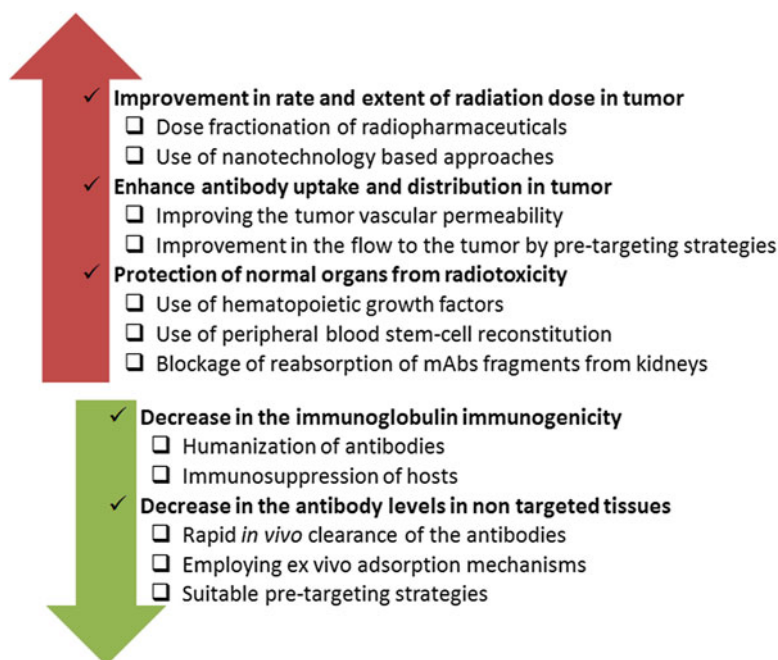 ✓ Improvement in rate and extent of radiation dose in tumor
❑ Dose fractionation of radiopharmaceuticals
❑ Use of nanotechnology based approaches
✓ Enhance antibody uptake and distribution in tumor
❑ Improving the tumor vascular permeability
❑ Improvement in the flow to the tumor by pre-targeting strategies
✓ Protection of normal organs from radiotoxicity
❑ Use of hematopoietic growth factors
❑ Use of peripheral blood stem-cell reconstitution
❑ Blockage of reabsorption of mAbs fragments from kidneys
✓ Decrease in the immunoglobulin immunogenicity
❑ Humanization of antibodies
❑ Immunosuppression of hosts
✓ Decrease in the antibody levels in non targeted tissues
❑ Rapid in vivo clearance of the antibodies
❑ Employing ex vivo adsorption mechanisms
❑ Suitable pre-targeting strategies